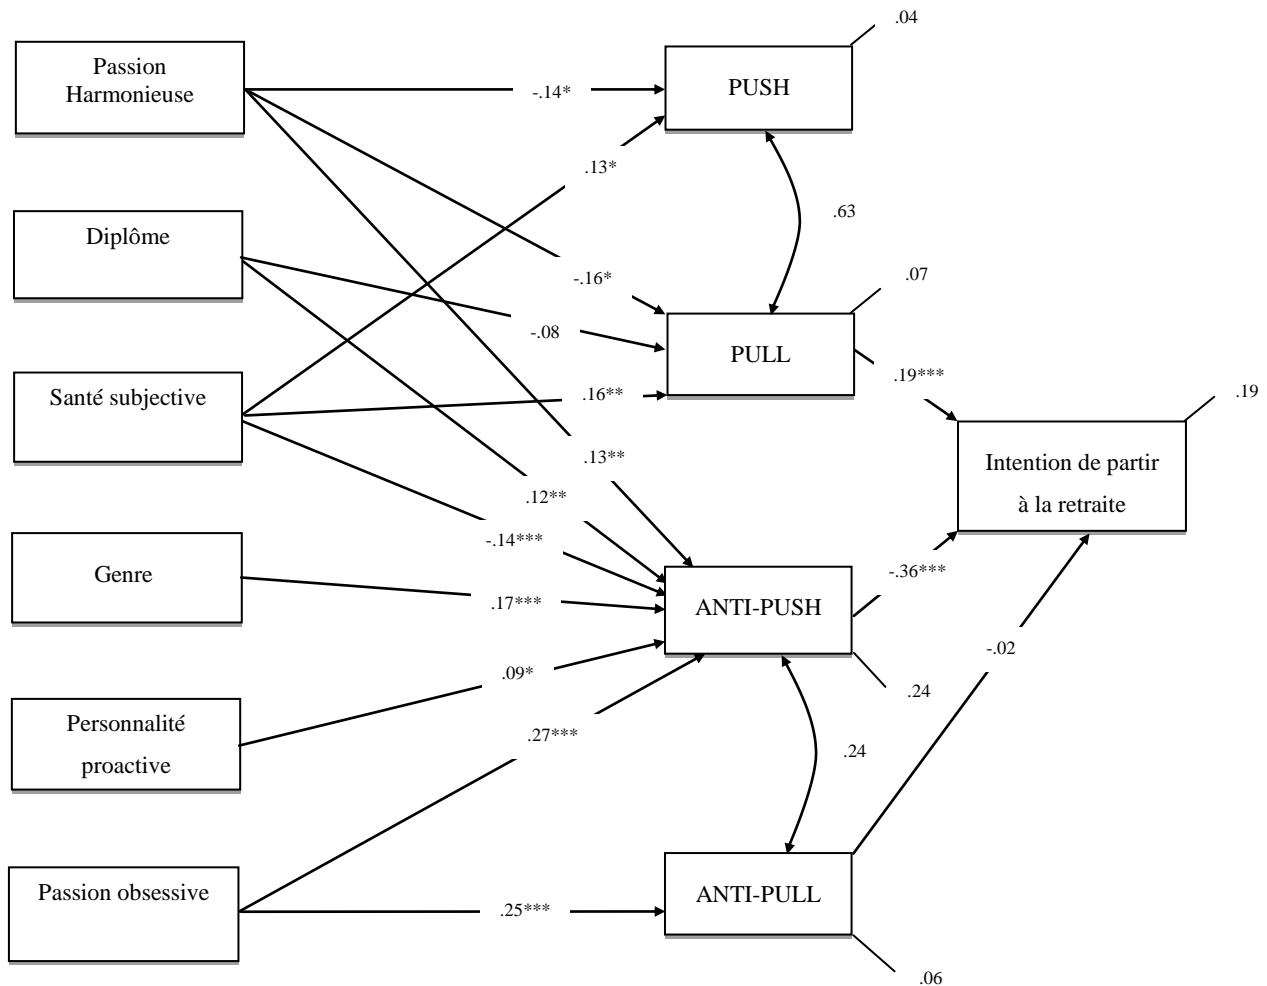 .04
Passion
Harmonieuse
-.14*
PUSH
.13*
Diplôme
.63
-.16*
.07
-.08
PULL
.19***
Santé subjective
.16**
.19
.13**
Intention de partir
à la retraite
.12**
-.14***
Genre
-.36***
.17***
ANTI-PUSH
-.02
.09*
.24
Personnalité
proactive
.27***
.24
Passion obsessive
.25***
ANTI-PULL
.06